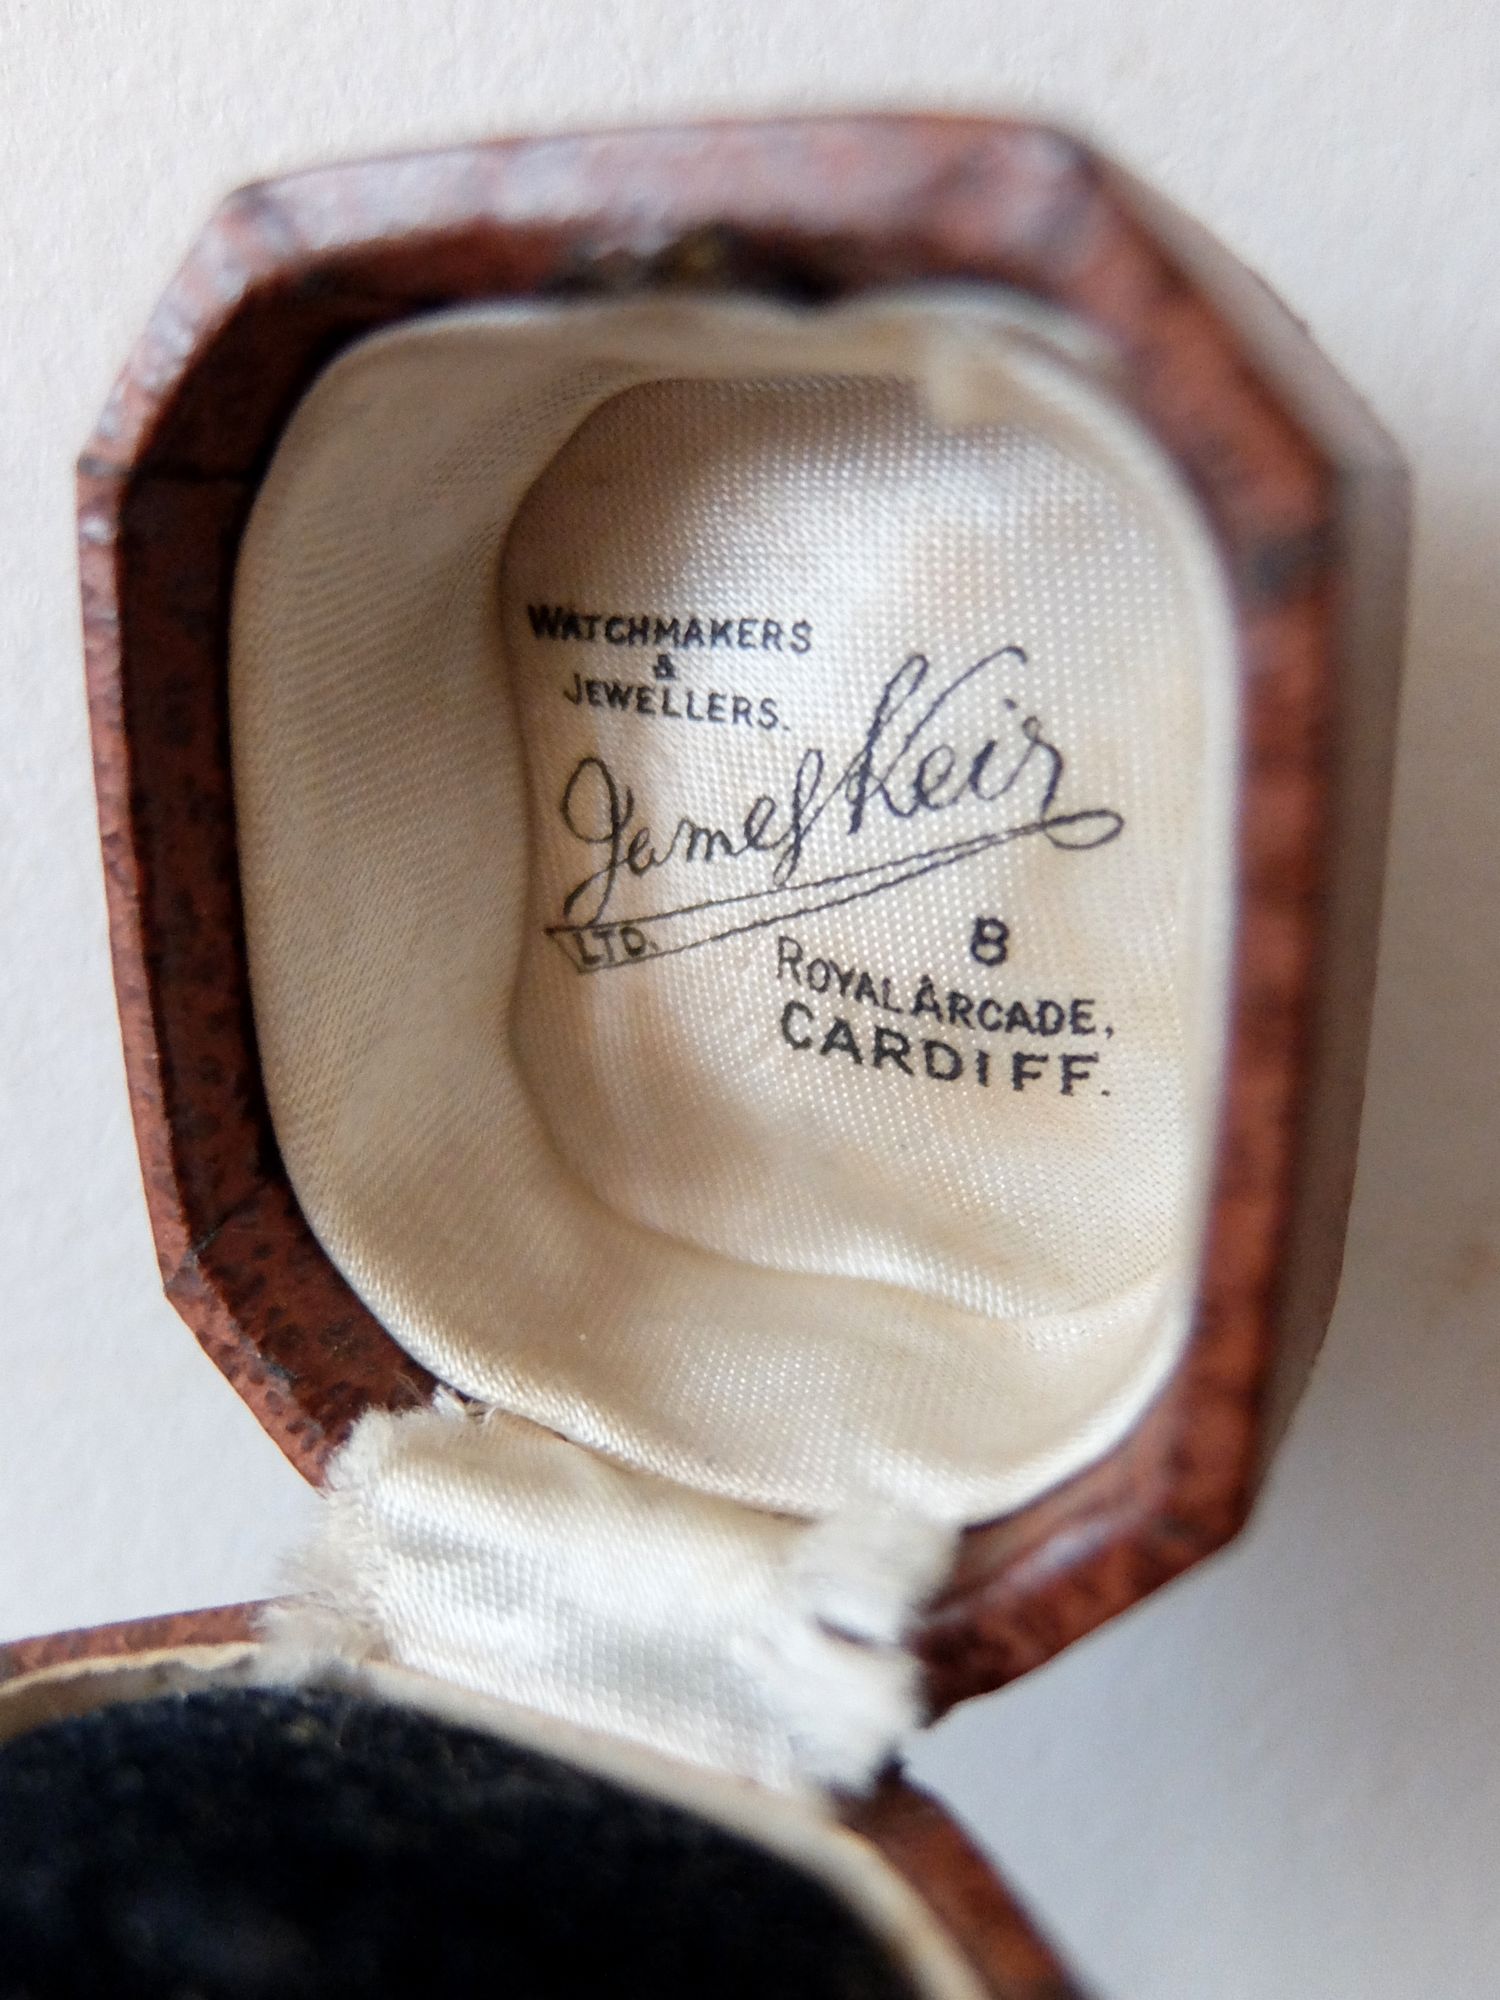 WATCHMAKERS
&
JEWELLERS.
James Keir
LTD.
8
ROYAL ARCADE,
CARDIFF.